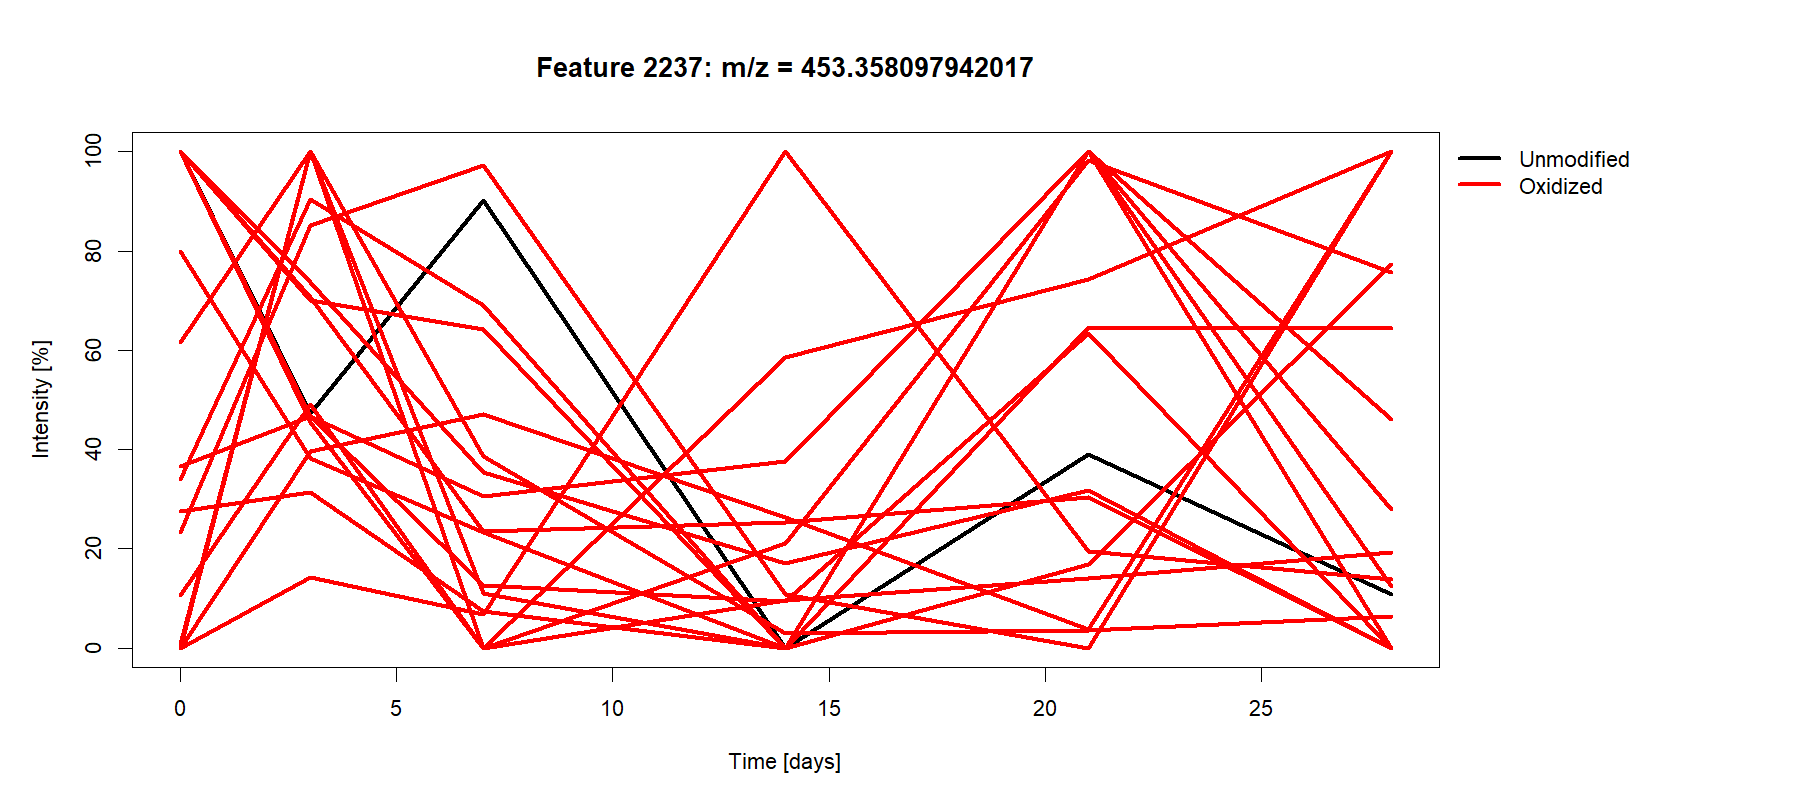 Feature 2237: m/z = 453.358097942017
Unmodified
Oxidized
Intensity [%]
100
80
60
40
20
0
0 5 10 15 20 25
Time [days]